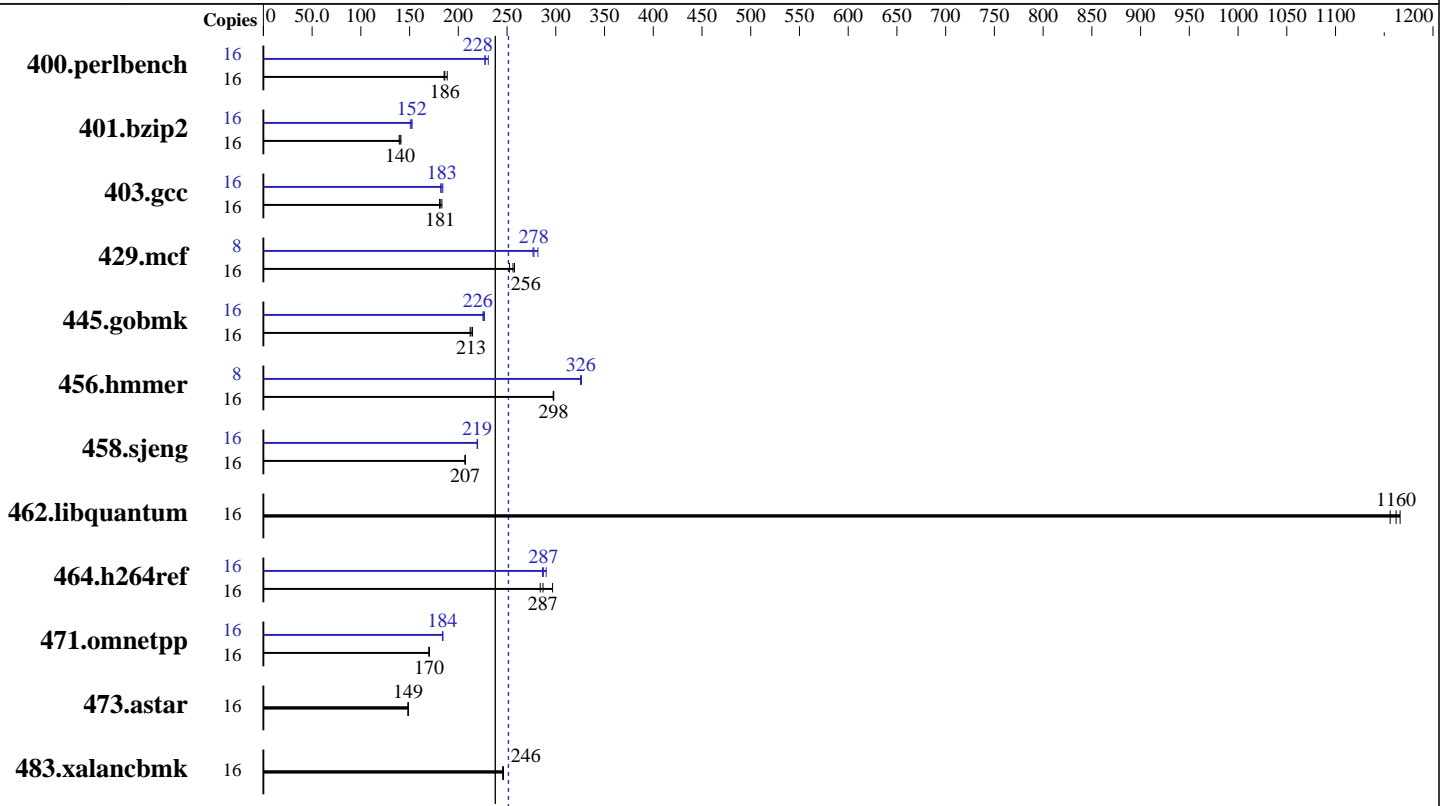 Copies 0 50.0 100 150 200 250 300 350 400 450 500 550 600 650 700 750 800 850 900 950 1000 1050 1100 1200
400.perlbench 16 228
16 186
401.bzip2 16 152
16 140
403.gcc 16 183
16 181
429.mcf 8 278
16 256
445.gobmk 16 226
16 213
456.hmmer 8 326
16 298
458.sjeng 16 219
16 207
462.libquantum 16 1160
464.h264ref 16 287
16 287
471.omnetpp 16 184
16 170
473.astar 16 149
483.xalancbmk 16 246